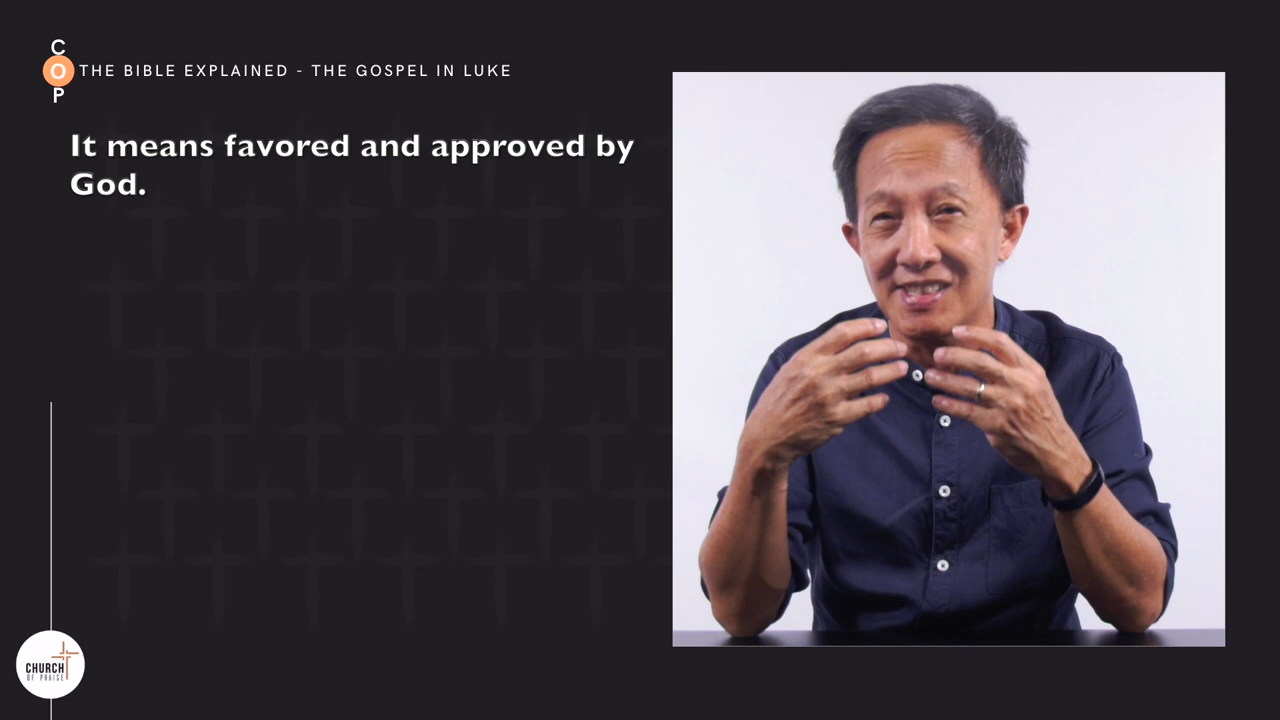 C
O THE BIBLE EXPLAINED - THE GOSPEL IN LUKE
P
It means favored and approved by
God.
CHURCH
OF PRAISE